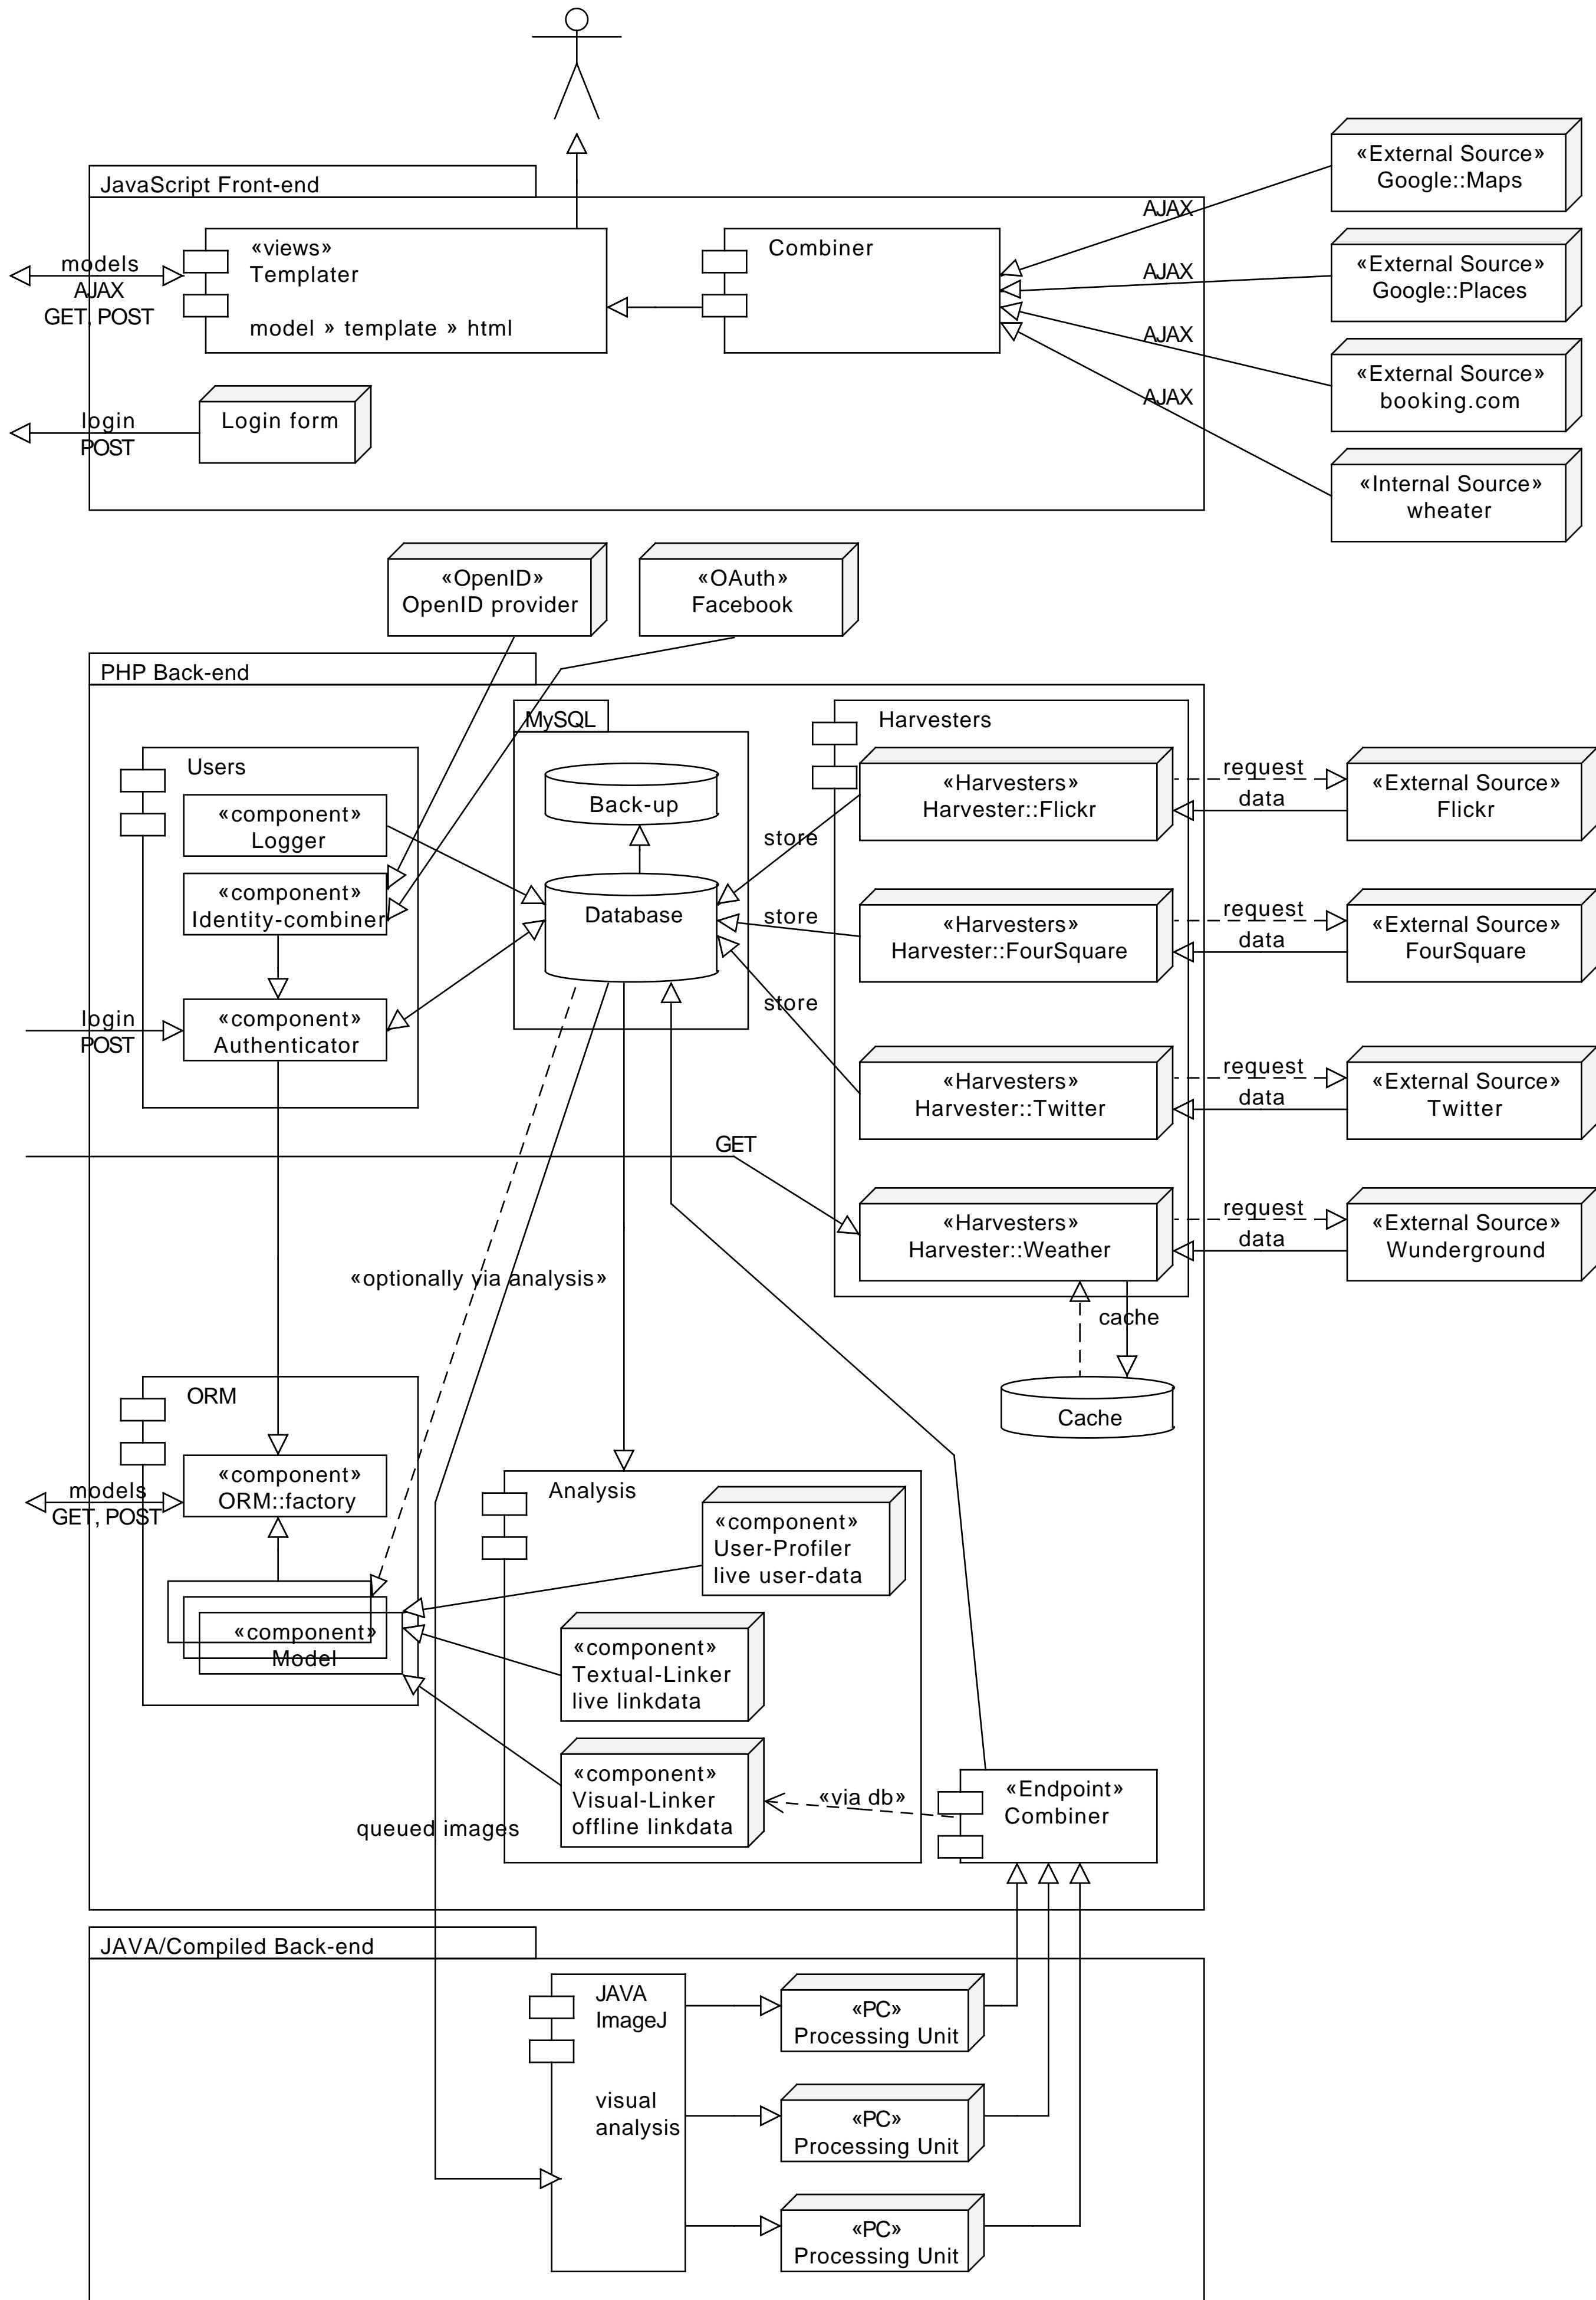 JavaScript Front-end
«External Source»
Google::Maps
AJAX
«views»
Templater
model » template » html
Combiner
models
AJAX
GET, POST
AJAX
«External Source»
Google::Places
AJAX
«External Source»
booking.com
AJAX
login
POST
Login form
«Internal Source»
wheater
«OpenID»
OpenID provider
«OAuth»
Facebook
PHP Back-end
MySQL
Harvesters
Users
«component»
Logger
Back-up
store
«Harvesters»
Harvester::Flickr
request
data
«External Source»
Flickr
«component»
Identity-combiner
Database
store
«Harvesters»
Harvester::FourSquare
request
data
«External Source»
FourSquare
login
POST
«component»
Authenticator
store
«Harvesters»
Harvester::Twitter
request
data
«External Source»
Twitter
GET
«Harvesters»
Harvester::Weather
request
data
«External Source»
Wunderground
«optionally via analysis»
cache
Cache
ORM
models
GET, POST
«component»
ORM::factory
Analysis
«component»
User-Profiler
live user-data
«component»
Model
«component»
Textual-Linker
live linkdata
«component»
Visual-Linker
offline linkdata
«via db»
«Endpoint»
Combiner
queued images
JAVA/Compiled Back-end
JAVA
ImageJ
visual
analysis
«PC»
Processing Unit
«PC»
Processing Unit
«PC»
Processing Unit